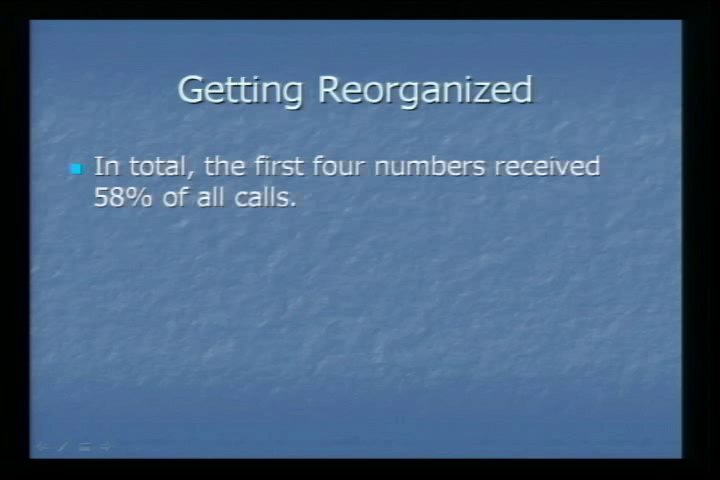 Getting Reorganized
In total, the first four numbers received
58% of all calls.